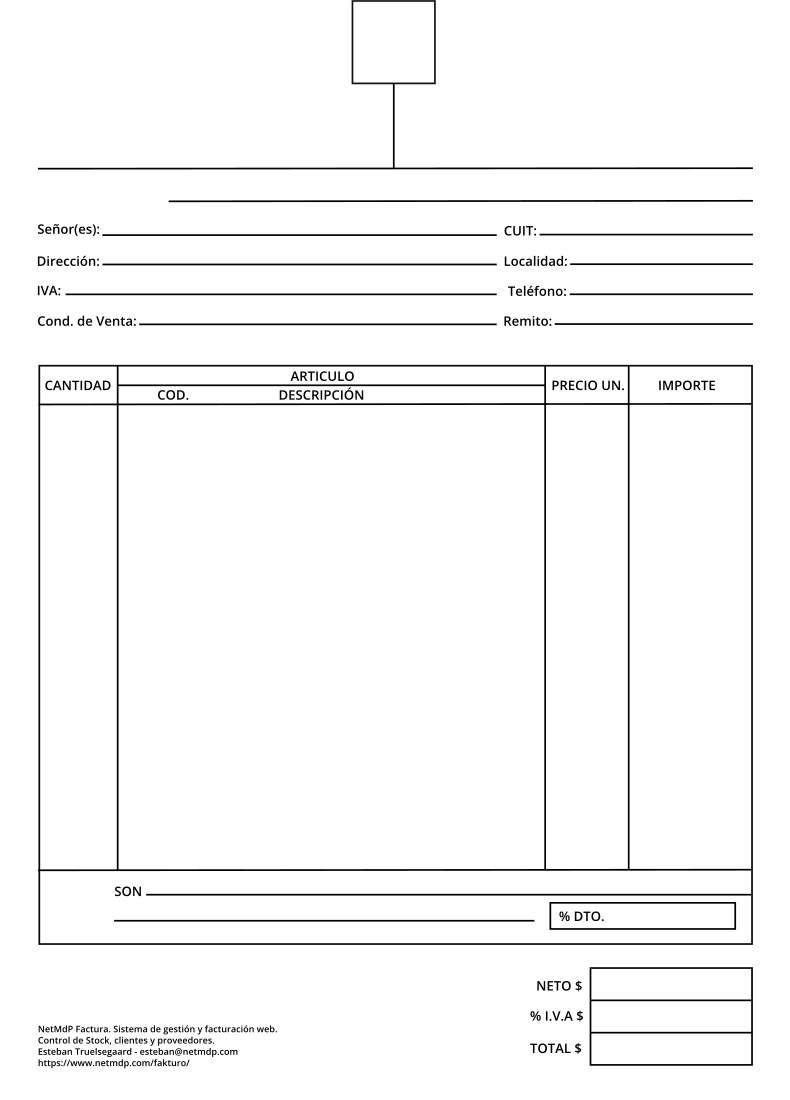 Señor(es):
CUIT:
Dirección:
Localidad:
IVA:
Teléfono:
Cond. de Venta:
Remito:
CANTIDAD
ARTICULO
PRECIO UN.
IMPORTE
COD.
DESCRIPCIÓN
SON
% DTO.
NETO $
% I.V.A $
TOTAL $
NetMdP Factura. Sistema de gestión y facturación web.
Control de Stock, clientes y proveedores.
Esteban Truelsegaard - esteban@netmdp.com
https://www.netmdp.com/fakturo/